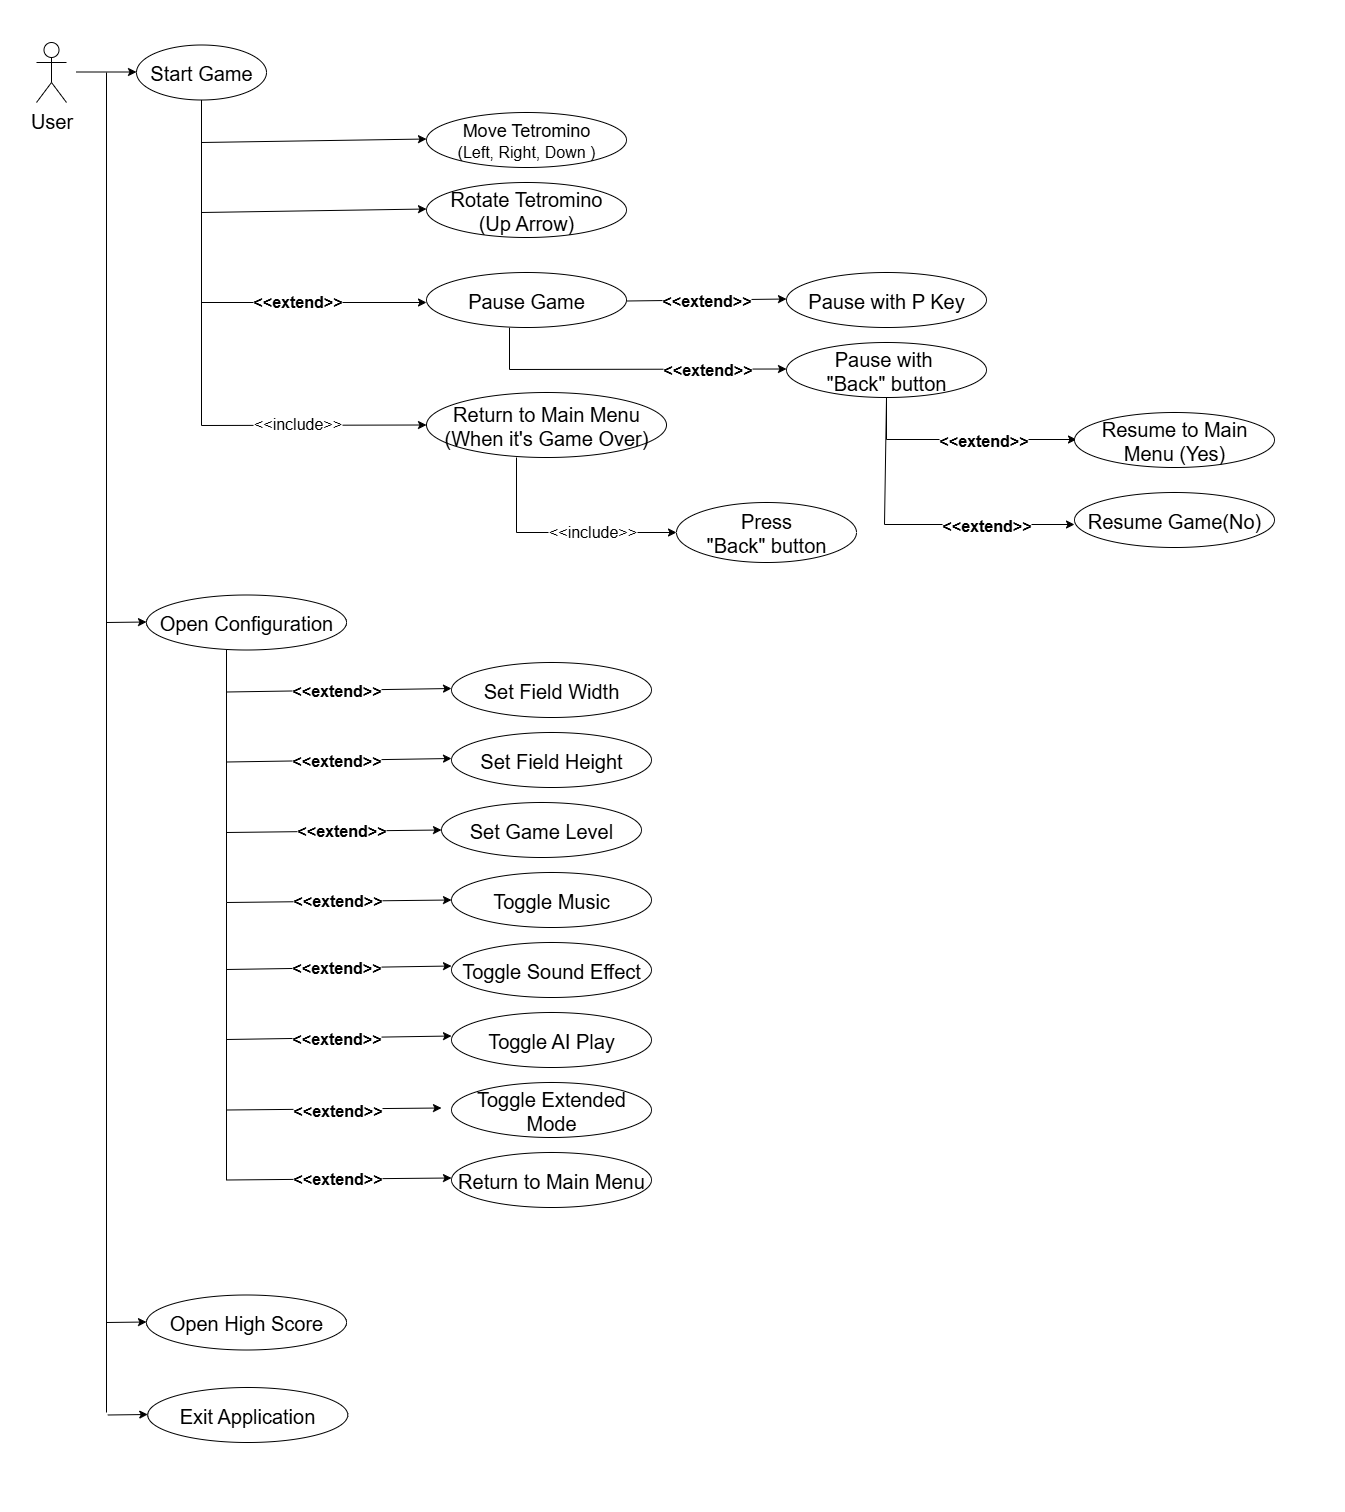 User
Start Game
Move Tetromino
(Left, Right, Down )
Rotate Tetromino
(Up Arrow)
<<extend>>
Pause Game
<<extend>>
Pause with P Key
<<extend>>
Pause with
"Back" button
<<include>>
Return to Main Menu
(When it's Game Over)
<<extend>>
Resume to Main
Menu (Yes)
<<include>>
Press
"Back" button
<<extend>>
Resume Game(No)
Open Configuration
<<extend>>
Set Field Width
<<extend>>
Set Field Height
<<extend>>
Set Game Level
<<extend>>
Toggle Music
<<extend>>
Toggle Sound Effect
<<extend>>
Toggle AI Play
<<extend>>
Toggle Extended
Mode
<<extend>>
Return to Main Menu
Open High Score
Exit Application